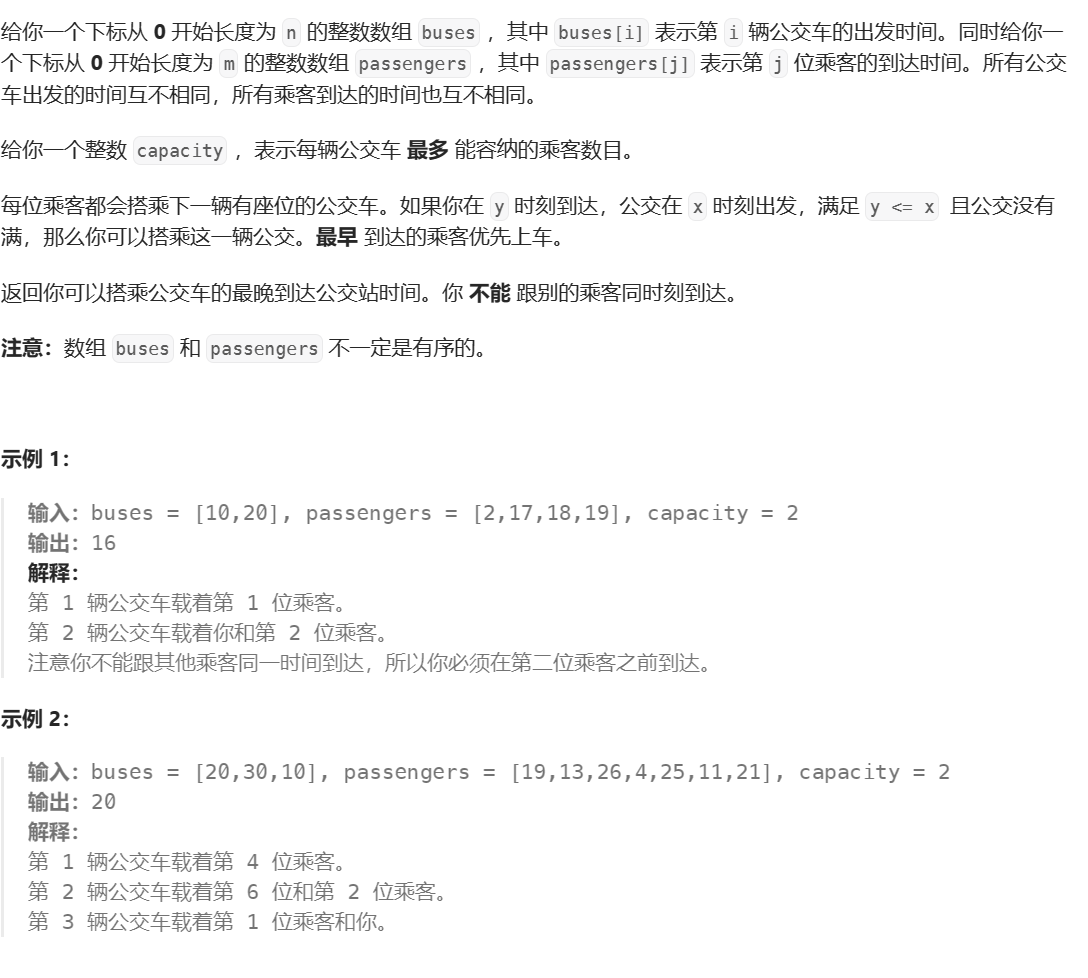 给你一个下标从 0 开始长度为 n 的整数数组 buses ，其中 buses[i] 表示第 i 辆公交车的出发时间。同时给你一
个下标从 0 开始长度为 m 的整数数组 passengers ，其中 passengers[j] 表示第 j 位乘客的到达时间。所有公交
车出发的时间互不相同，所有乘客到达的时间也互不相同。
给你一个整数 capacity ，表示每辆公交车 最多 能容纳的乘客数目。
每位乘客都会搭乘下一辆有座位的公交车。如果你在 y 时刻到达，公交在 x 时刻出发，满足 y <= x 且公交没有
满，那么你可以搭乘这一辆公交。最早 到达的乘客优先上车。
返回你可以搭乘公交车的最晚到达公交站时间。你 不能 跟别的乘客同时刻到达。
注意：数组 buses 和 passengers 不一定是有序的。
示例 1：
输入：buses = [10,20], passengers = [2,17,18,19], capacity = 2
输出：16
解释：
第 1 辆公交车载着第 1 位乘客。
第 2 辆公交车载着你和第 2 位乘客。
注意你不能跟其他乘客同一时间到达，所以你必须在第二位乘客之前到达。
示例 2：
输入：buses = [20,30,10], passengers = [19,13,26,4,25,11,21], capacity = 2
输出：20
解释：
第 1 辆公交车载着第 4 位乘客。
第 2 辆公交车载着第 6 位和第 2 位乘客。
第 3 辆公交车载着第 1 位乘客和你。